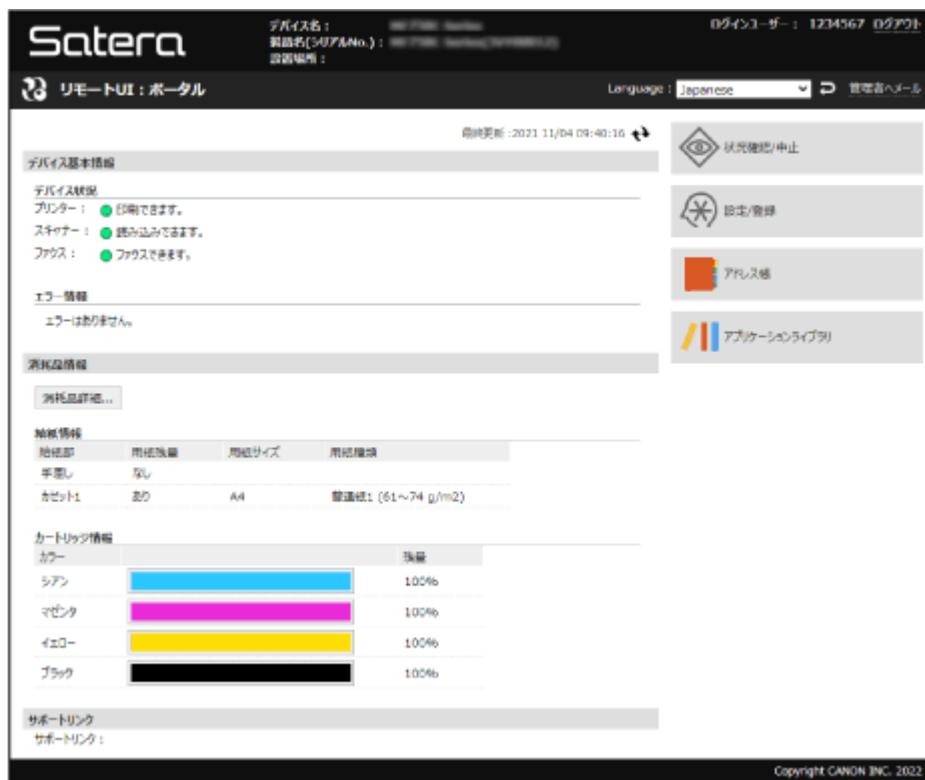 Satera
デバイス名 :
製品名(シリアルNo.) :
設置場所 :
ログインユーザー : 1234567 ログアウト
リモートUI : ポータル
Language : Japanese 管理者へメール
最終更新 :2021 11/04 09:40:16
デバイス基本情報
デバイス状況
プリンター : 印刷できます。
スキャナー : 読み込みできます。
ファクス : ファクスできます。
エラー情報
エラーはありません。
消耗品情報
消耗品詳細...
給紙情報
給紙部 用紙残量 用紙サイズ 用紙種類
手差し なし
カセット1 あり A4 普通紙1 (61～74 g/m2)
カートリッジ情報
カラー 残量
シアン 100%
マゼンタ 100%
イエロー 100%
ブラック 100%
サポートリンク
サポートリンク :
状況確認/中止
設定/登録
アドレス帳
アプリケーションライブラリ
Copyright CANON INC. 2022